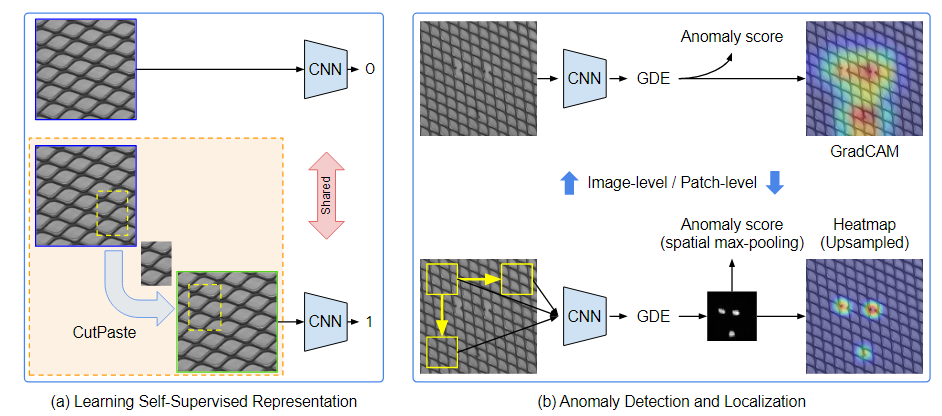 CNN
0
Shared
CutPaste
CNN
1
(a) Learning Self-Supervised Representation
Anomaly score
CNN
GDE
GradCAM
Image-level / Patch-level
Anomaly score
(spatial max-pooling)
Heatmap
(Upsampled)
CNN
GDE
(b) Anomaly Detection and Localization